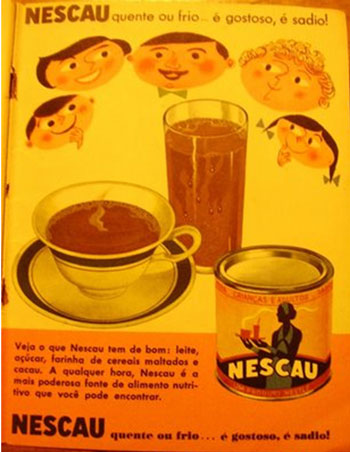 NESCAU quente ou frio... é gostoso, é sadio!
CRIANÇAS E ADULTOS
NESCAU
Veja o que Nescau tem de bom: leite,
açúcar, farinha de cereais maltados e
cacau. A qualquer hora, Nescau é a
mais poderosa fonte de alimento nutri-
tivo que você pode encontrar.
NESCAU quente ou frio... é gostoso, é sadio!